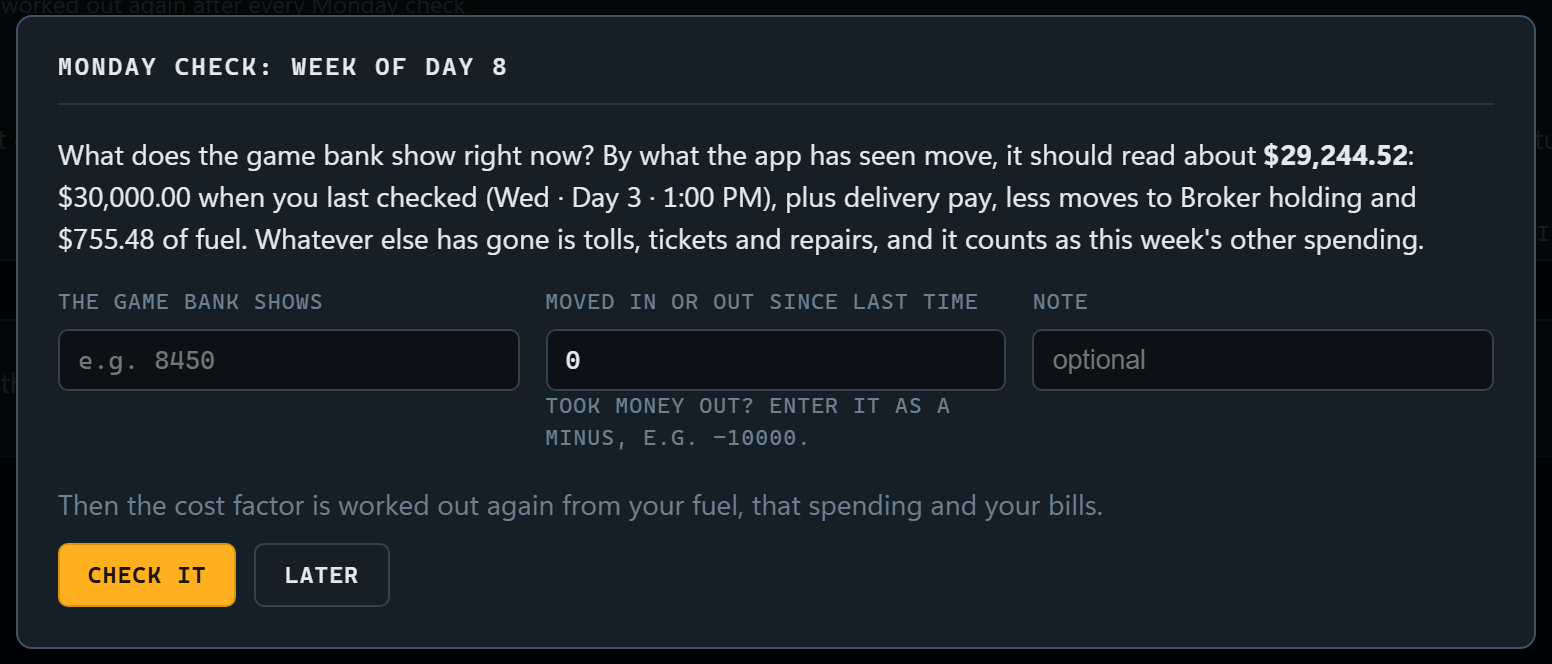 worked out again after every Monday check
MONDAY CHECK: WEEK OF DAY 8
What does the game bank show right now? By what the app has seen move, it should read about $29,244.52:
$30,000.00 when you last checked (Wed · Day 3 · 1:00 PM), plus delivery pay, less moves to Broker holding and
$755.48 of fuel. Whatever else has gone is tolls, tickets and repairs, and it counts as this week's other spending.
THE GAME BANK SHOWS
MOVED IN OR OUT SINCE LAST TIME
NOTE
e.g. 8450
0
optional
TOOK MONEY OUT? ENTER IT AS A
MINUS, E.G. −10000.
Then the cost factor is worked out again from your fuel, that spending and your bills.
CHECK IT
LATER